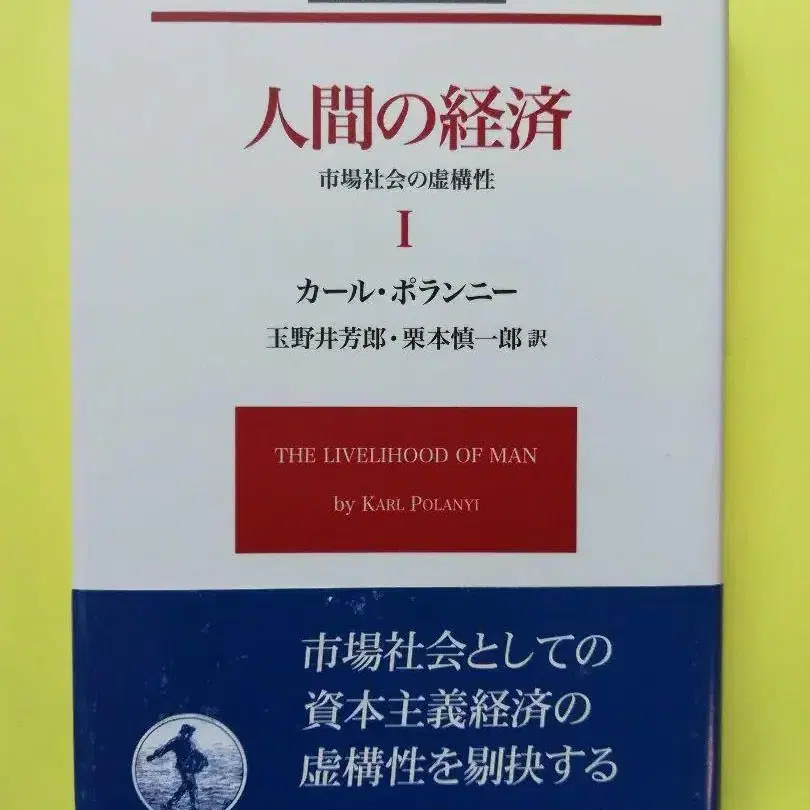 人間の経済
市場社会の虚構性
I
カール・ポランニー
玉野井芳郎・栗本慎一郎 訳
THE LIVELIHOOD OF MAN
by KARL POLANYI
市場社会としての
資本主義経済の
虚構性を剔抉する